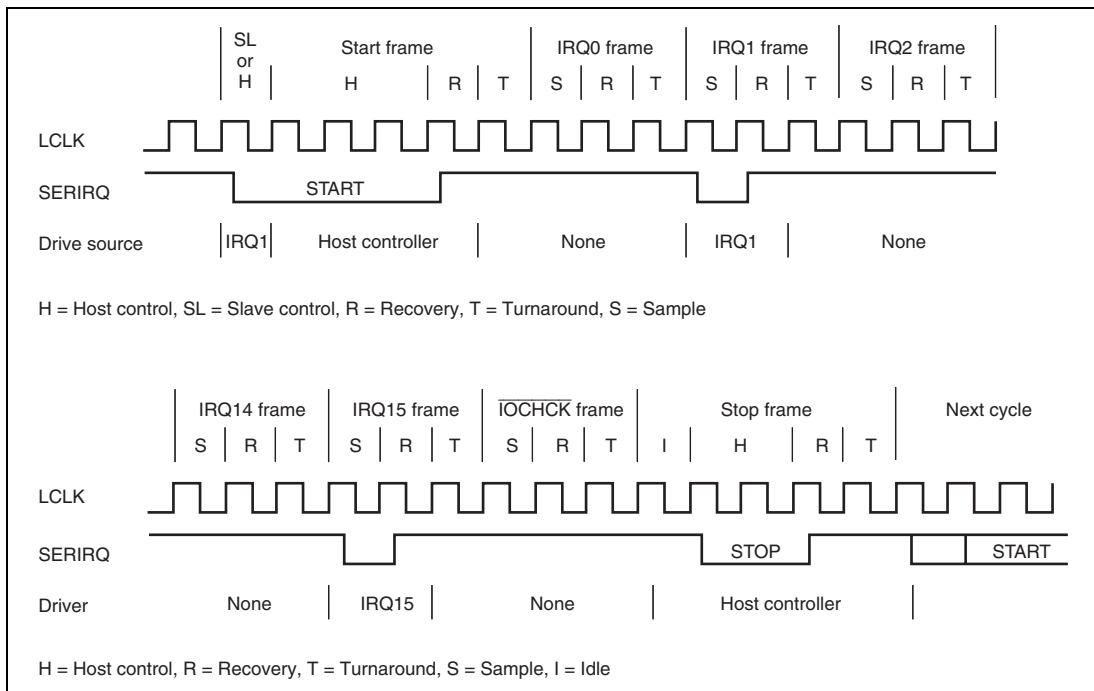 SL
or
H
Start frame
IRQ0 frame
IRQ1 frame
IRQ2 frame
H R T S R T S R T S R T
LCLK
SERIRQ
START
Drive source
IRQ1
Host controller
None
IRQ1
None
H = Host control, SL = Slave control, R = Recovery, T = Turnaround, S = Sample
IRQ14 frame
IRQ15 frame
IOCHCK frame
Stop frame
Next cycle
S R T S R T S R T I H R T
LCLK
SERIRQ
STOP
START
Driver
None
IRQ15
None
Host controller
H = Host control, R = Recovery, T = Turnaround, S = Sample, I = Idle